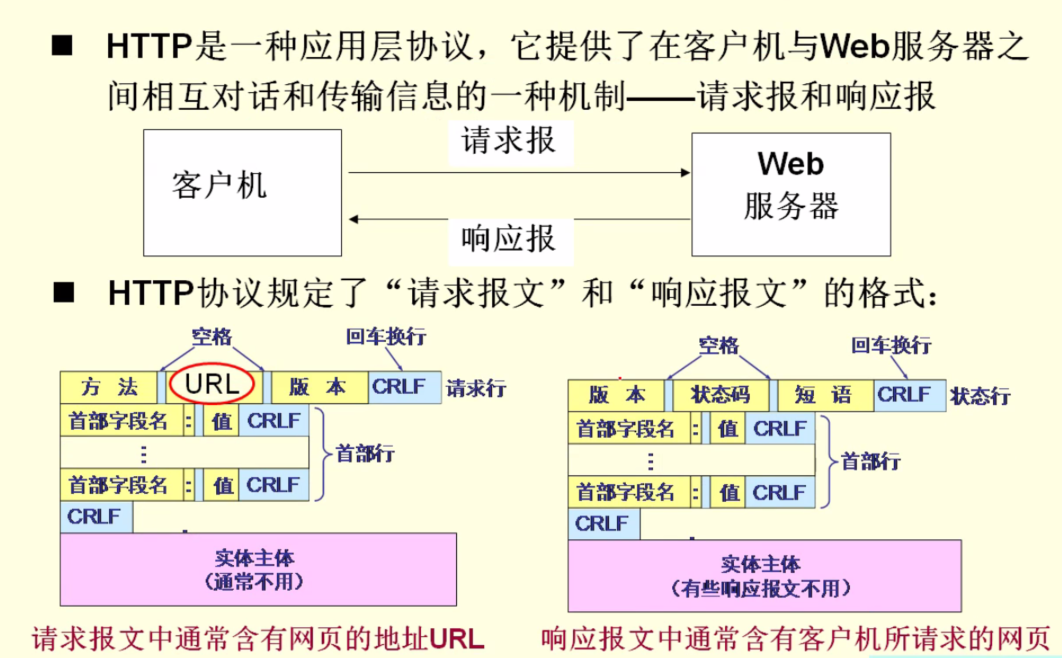 ■ HTTP是一种应用层协议，它提供了在客户机与Web服务器之
间相互对话和传输信息的一种机制——请求报和响应报
请求报
客户机
Web
服务器
响应报
■ HTTP协议规定了“请求报文”和“响应报文”的格式：
空格 回车换行
方 法 URL 版 本 CRLF 请求行
首部字段名 : 值 CRLF
⋮ 首部行
首部字段名 : 值 CRLF
CRLF
实体主体
（通常不用）
空格 回车换行
版 本 状态码 短 语 CRLF 状态行
首部字段名 : 值 CRLF
⋮ 首部行
首部字段名 : 值 CRLF
CRLF
实体主体
（有些响应报文不用）
请求报文中通常含有网页的地址URL
响应报文中通常含有客户机所请求的网页